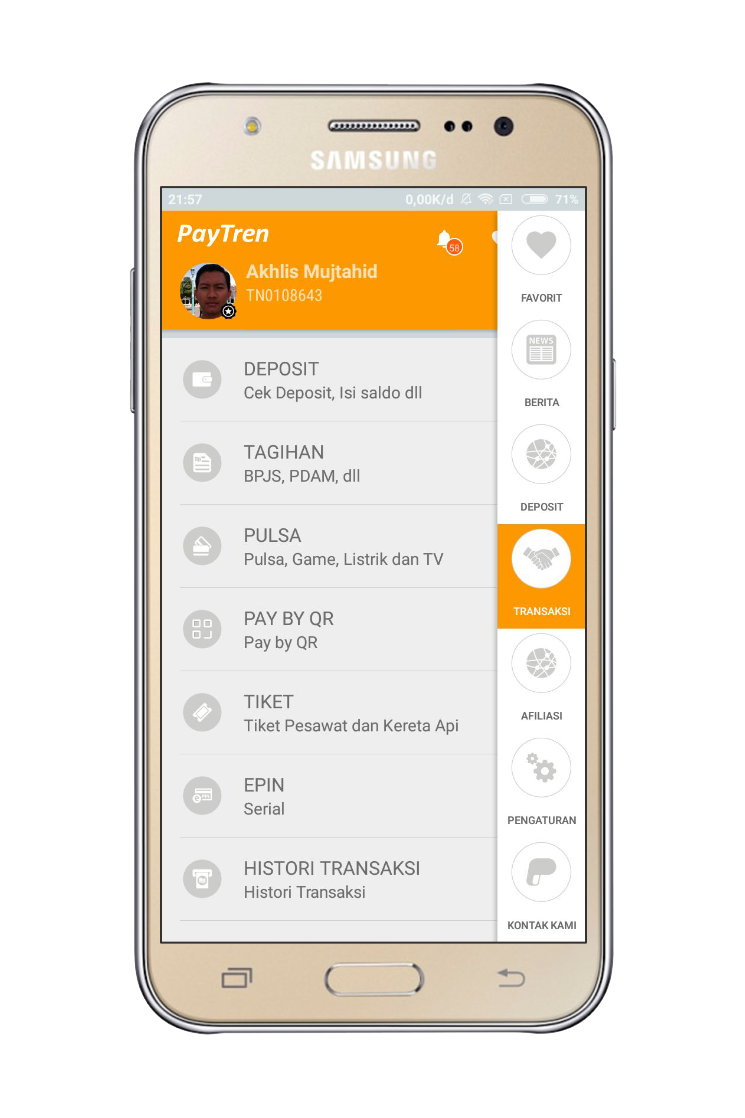 SAMSUNG
21:57
0,00K/d
71%
PayTren
58
Akhlis Mujtahid
TN0108643
DEPOSIT
Cek Deposit, Isi saldo dll
TAGIHAN
BPJS, PDAM, dll
PULSA
Pulsa, Game, Listrik dan TV
PAY BY QR
Pay by QR
TIKET
Tiket Pesawat dan Kereta Api
EPIN
Serial
HISTORI TRANSAKSI
Histori Transaksi
FAVORIT
NEWS
BERITA
DEPOSIT
TRANSAKSI
AFILIASI
PENGATURAN
KONTAK KAMI